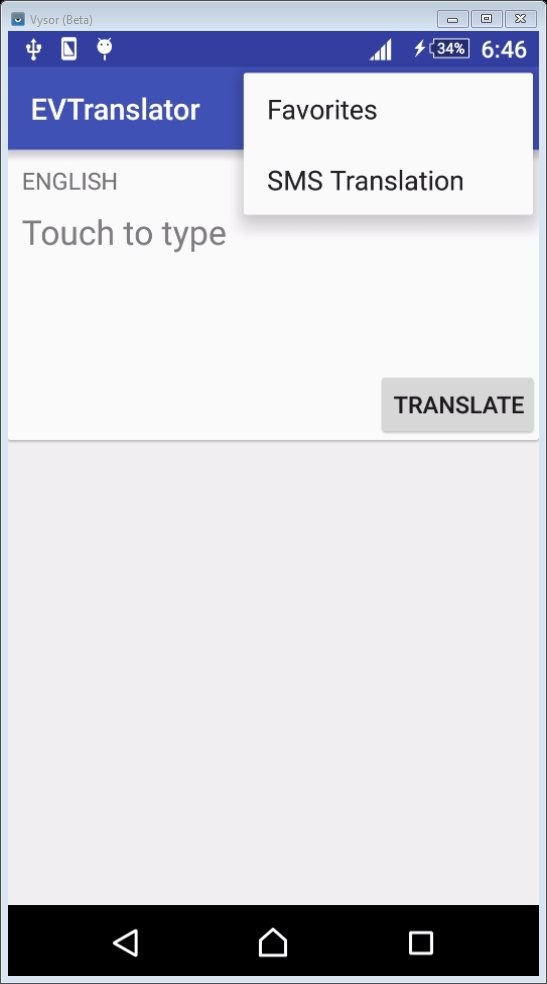 Vysor (Beta)
34% 6:46
EVTranslator
Favorites
SMS Translation
ENGLISH
Touch to type
TRANSLATE